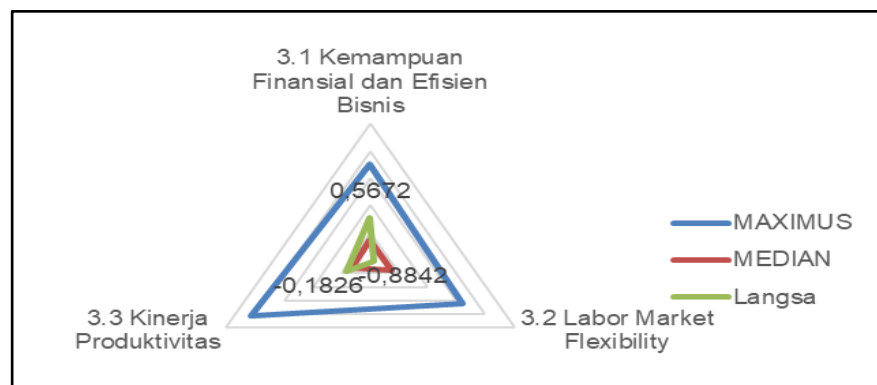 3.1 Kemampuan
Finansial dan Efisien
Bisnis
0,5672
-0,8842
-0,1826
3.3 Kinerja
Produktivitas
3.2 Labor Market
Flexibility
MAXIMUS
MEDIAN
Langsa